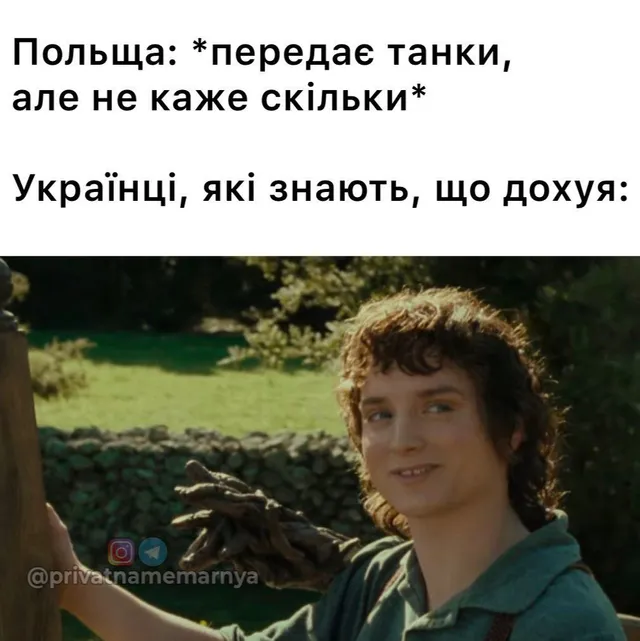 Польща: *передає танки,
але не каже скільки*
Українці, які знають, що дохуя:
@privatnamemarnya